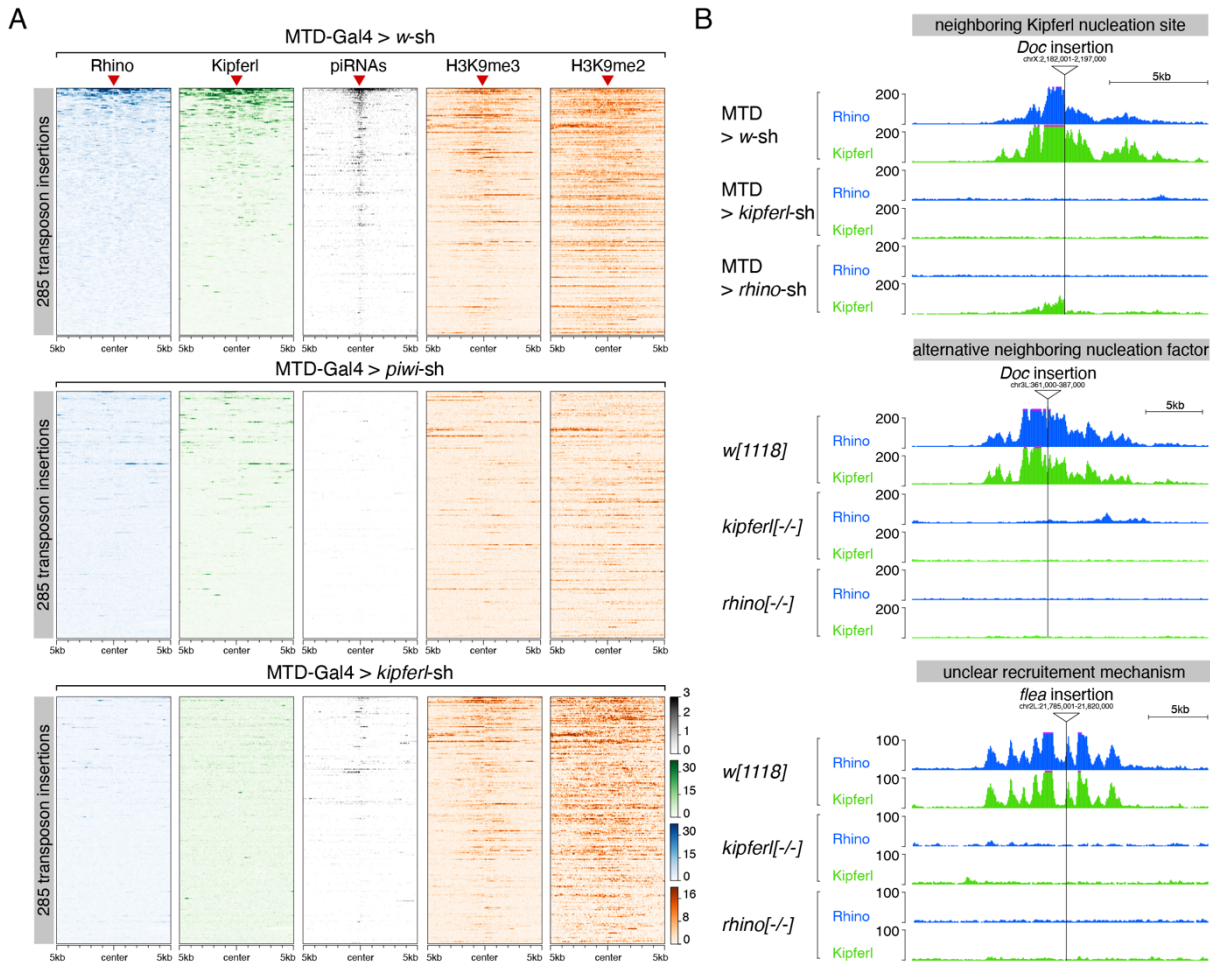 A
MTD-Gal4 > w-sh
Rhino Kipferl piRNAs H3K9me3 H3K9me2
285 transposon insertions
5kb center 5kb 5kb center 5kb 5kb center 5kb 5kb center 5kb 5kb center 5kb
MTD-Gal4 > piwi-sh
285 transposon insertions
5kb center 5kb 5kb center 5kb 5kb center 5kb 5kb center 5kb 5kb center 5kb
MTD-Gal4 > kipferl-sh
285 transposon insertions
5kb center 5kb 5kb center 5kb 5kb center 5kb 5kb center 5kb 5kb center 5kb
3
2
1
0
30
15
0
30
15
0
16
8
0
B
neighboring Kipferl nucleation site
Doc insertion
chrX:2,182,001-2,197,000
5kb
MTD
> w-sh
200
Rhino
200
Kipferl
MTD
> kipferl-sh
200
Rhino
200
Kipferl
MTD
> rhino-sh
200
Rhino
200
Kipferl
alternative neighboring nucleation factor
Doc insertion
chr3L:361,000-387,000
5kb
w[1118]
200
Rhino
200
Kipferl
kipferl[-/-]
200
Rhino
200
Kipferl
rhino[-/-]
200
Rhino
200
Kipferl
unclear recruitement mechanism
flea insertion
chr2L:21,785,001-21,820,000
5kb
w[1118]
100
Rhino
100
Kipferl
kipferl[-/-]
100
Rhino
100
Kipferl
rhino[-/-]
100
Rhino
100
Kipferl